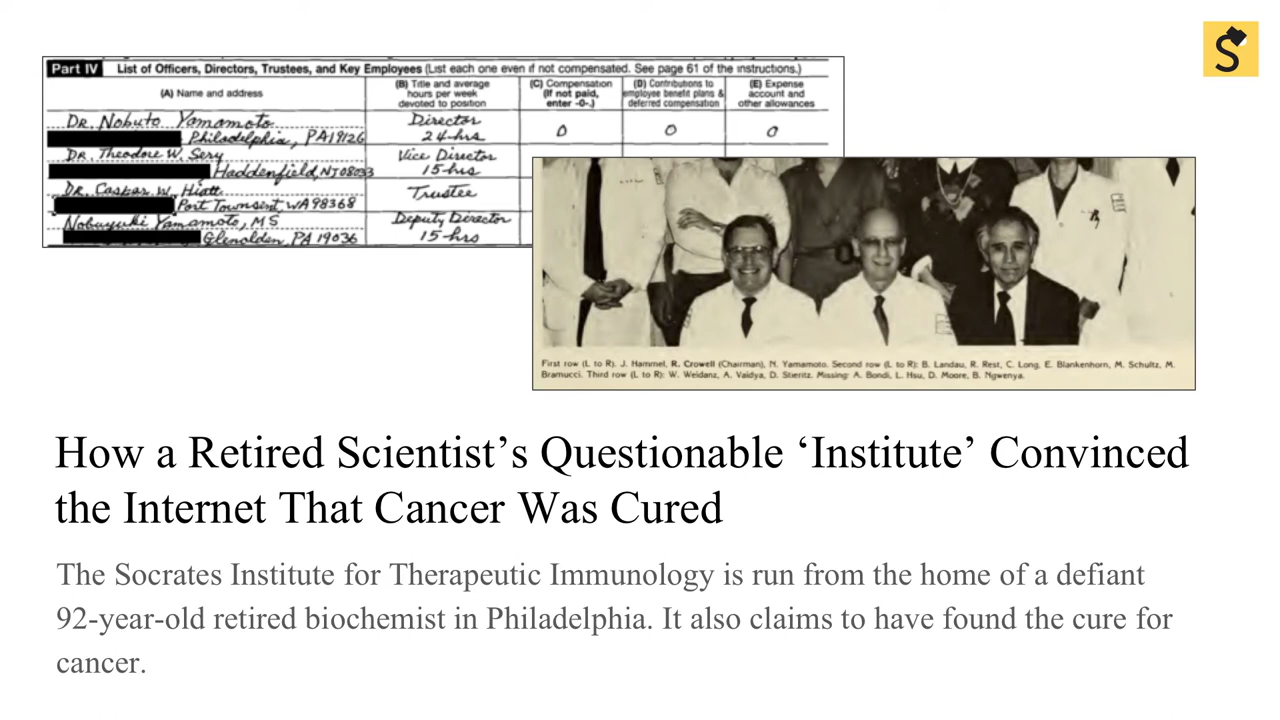 S
Part IV List of Officers, Directors, Trustees, and Key Employees (List each one even if not compensated. See page 61 of the instructions.)
(A) Name and address
(B) Title and average
hours per week
devoted to position
(C) Compensation
(If not paid,
enter -0-.)
(D) Contributions to
employee benefit plans &
deferred compensation
(E) Expense
account and
other allowances
Dr. Nobuto Yamamoto
Philadelphia, PA19126
Director
24-hrs
0
0
0
Dr. Theodore W. Sery
Haddenfield, NJ 08033
Vice Director
15-hrs
Dr. Caspar W. Hiatt
Port Townsent, WA 98368
Trustee
Nobuyuki Yamamoto, MS
Glenolden, PA 19036
Deputy Director
15-hrs
First row (L to R). J. Hammel, R. Crowell (Chairman), N. Yamamoto. Second row (L to R): B. Landau, R. Rest, C. Long, E. Blankenhorn, M. Schultz, M.
Bramucci. Third row (L to R): W. Weidanz, A. Vaidya, D. Stieritz. Missing: A. Bondi, L. Hsu, D. Moore, B. Ngwenya.
How a Retired Scientist’s Questionable ‘Institute’ Convinced
the Internet That Cancer Was Cured
The Socrates Institute for Therapeutic Immunology is run from the home of a defiant
92-year-old retired biochemist in Philadelphia. It also claims to have found the cure for
cancer.